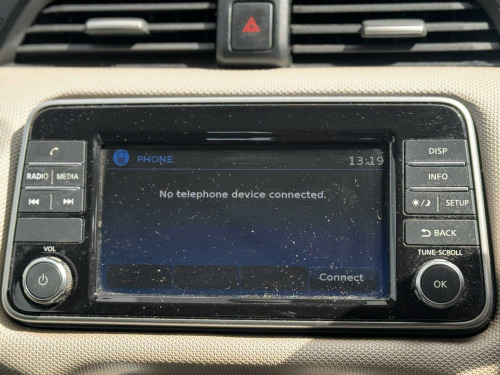 PHONE 13:19
No telephone device connected.
Connect
RADIO MEDIA
VOL
DISP
INFO
SETUP
BACK
TUNE·SCROLL
OK